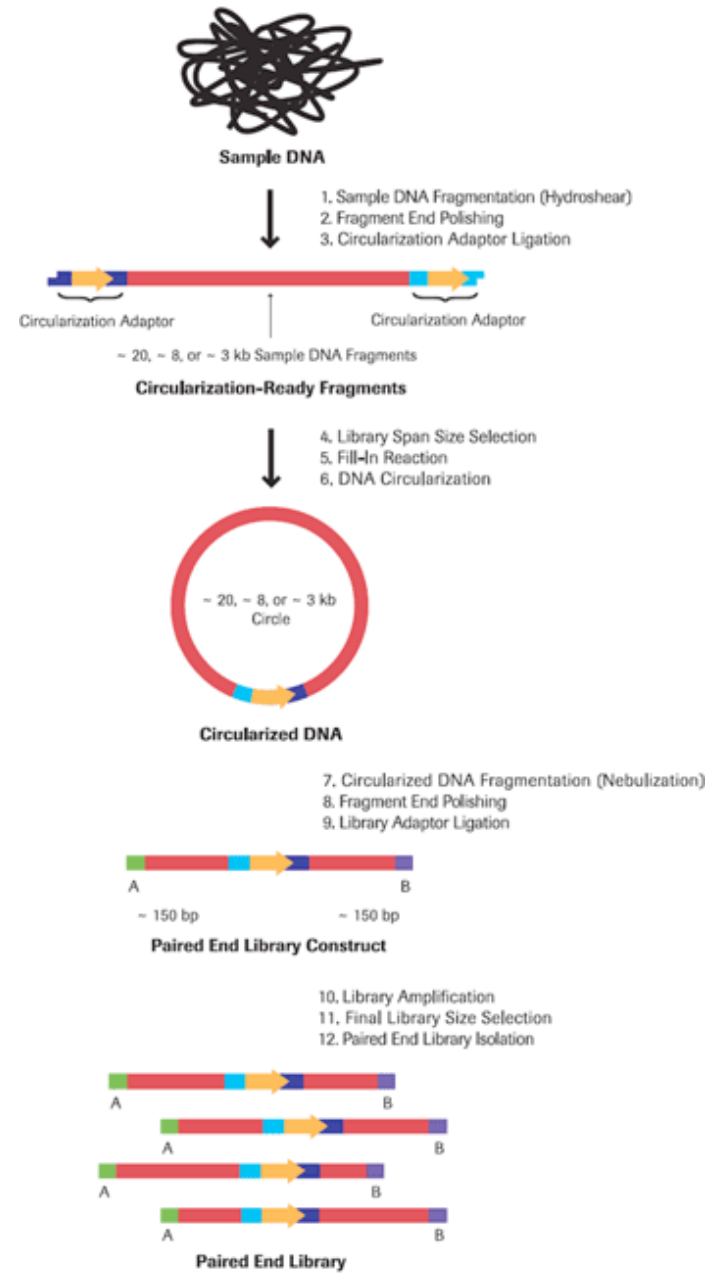 Sample DNA
1. Sample DNA Fragmentation (Hydroshear)
2. Fragment End Polishing
3. Circularization Adaptor Ligation
Circularization Adaptor
Circularization Adaptor
~ 20, ~ 8, or ~ 3 kb Sample DNA Fragments
Circularization-Ready Fragments
4. Library Span Size Selection
5. Fill-In Reaction
6. DNA Circularization
~ 20, ~ 8, or ~ 3 kb
Circle
Circularized DNA
7. Circularized DNA Fragmentation (Nebulization)
8. Fragment End Polishing
9. Library Adaptor Ligation
A B
~ 150 bp ~ 150 bp
Paired End Library Construct
10. Library Amplification
11. Final Library Size Selection
12. Paired End Library Isolation
A B
A B
A B
A B
Paired End Library